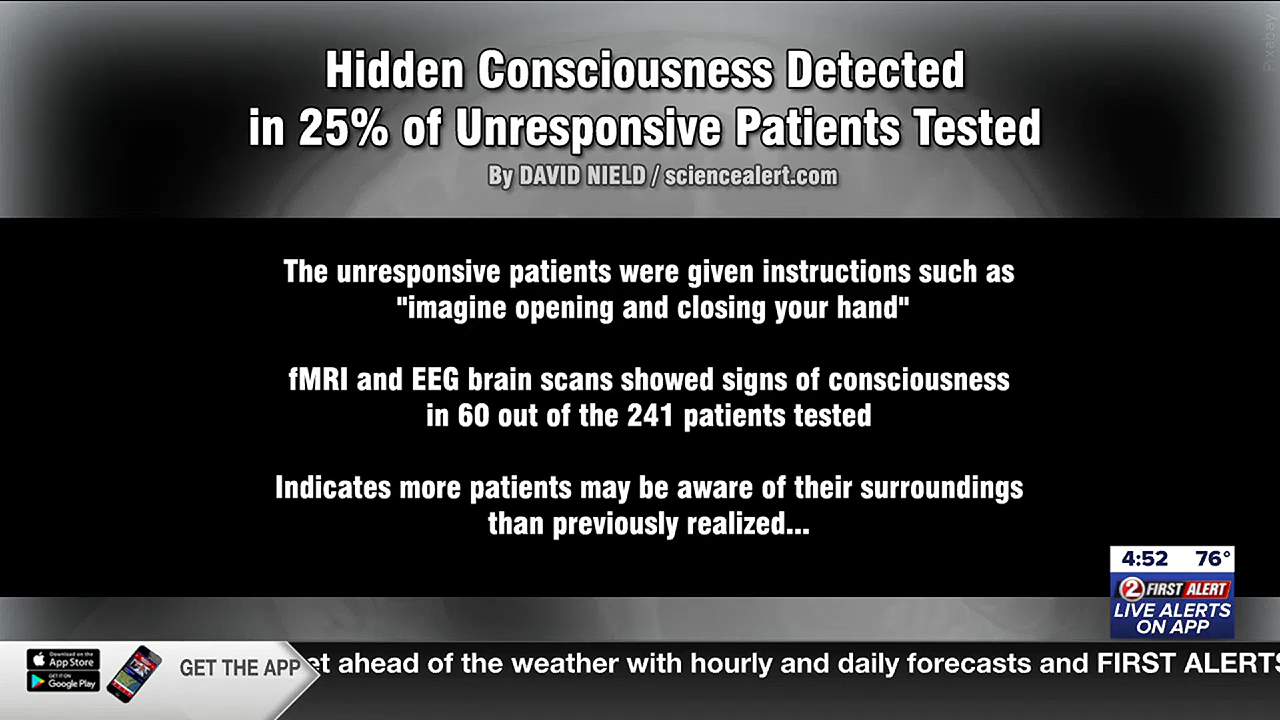 Pixabay
Hidden Consciousness Detected
in 25% of Unresponsive Patients Tested
By DAVID NIELD / sciencealert.com
The unresponsive patients were given instructions such as
"imagine opening and closing your hand"
fMRI and EEG brain scans showed signs of consciousness
in 60 out of the 241 patients tested
Indicates more patients may be aware of their surroundings
than previously realized...
4:52 76°
2 FIRST ALERT
LIVE ALERTS
ON APP
Download on the
App Store
GET IT ON
Google Play
GET THE APP
et ahead of the weather with hourly and daily forecasts and FIRST ALERTS